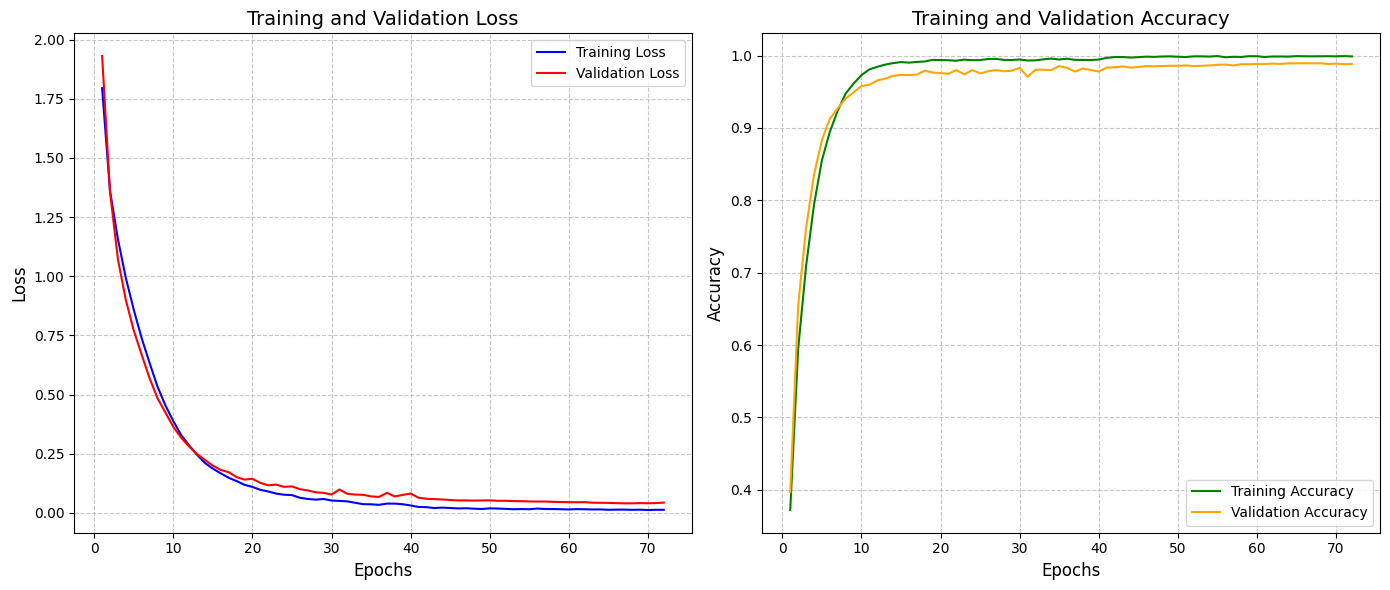 Training and Validation Loss
2.00
1.75
1.50
1.25
1.00
0.75
0.50
0.25
0.00
Loss
0 10 20 30 40 50 60 70
Epochs
Training Loss
Validation Loss
Training and Validation Accuracy
1.0
0.9
0.8
0.7
0.6
0.5
0.4
Accuracy
0 10 20 30 40 50 60 70
Epochs
Training Accuracy
Validation Accuracy